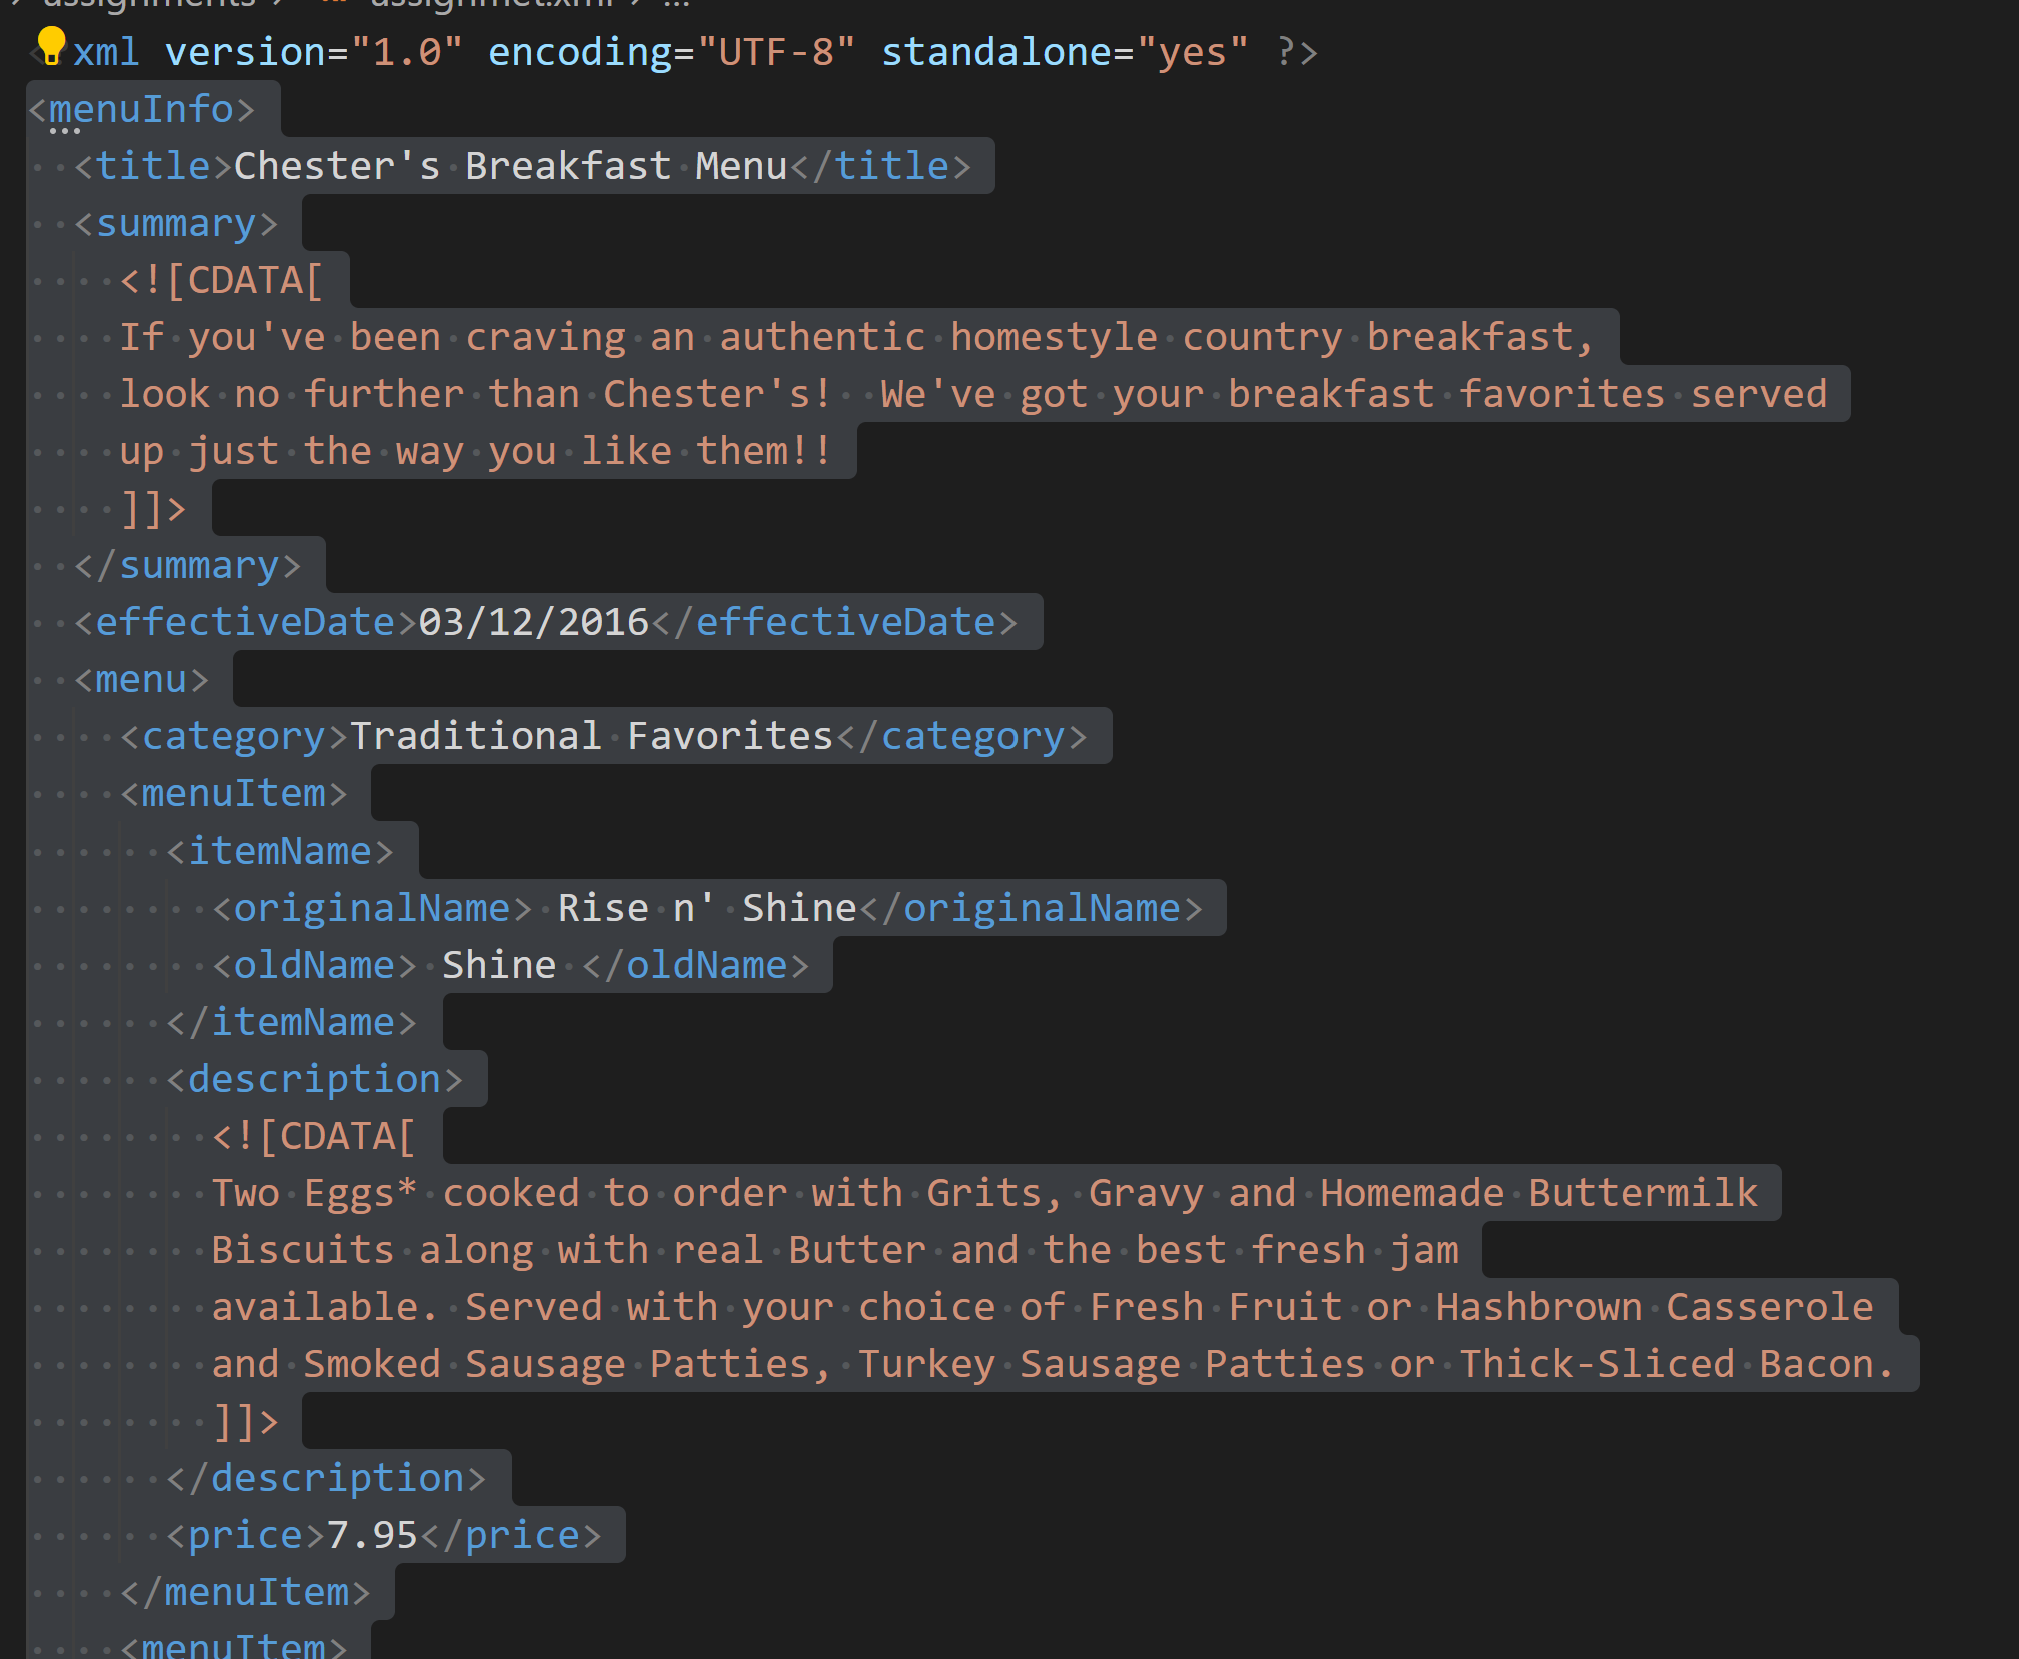 assignments > assignmet.xml > ...
<?xml version="1.0" encoding="UTF-8" standalone="yes" ?>
<menuInfo>
  <title>Chester's Breakfast Menu</title>
  <summary>
    <![CDATA[
    If you've been craving an authentic homestyle country breakfast,
    look no further than Chester's!  We've got your breakfast favorites served
    up just the way you like them!!
    ]]>
  </summary>
  <effectiveDate>03/12/2016</effectiveDate>
  <menu>
    <category>Traditional Favorites</category>
    <menuItem>
      <itemName>
        <originalName> Rise n' Shine</originalName>
        <oldName> Shine </oldName>
      </itemName>
      <description>
        <![CDATA[
        Two Eggs* cooked to order with Grits, Gravy and Homemade Buttermilk
        Biscuits along with real Butter and the best fresh jam
        available. Served with your choice of Fresh Fruit or Hashbrown Casserole
        and Smoked Sausage Patties, Turkey Sausage Patties or Thick-Sliced Bacon.
        ]]>
      </description>
      <price>7.95</price>
    </menuItem>
    <menuItem>